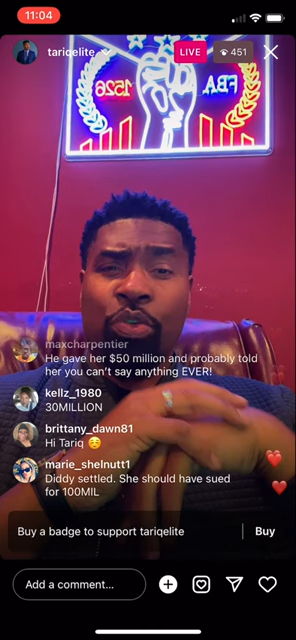 11:04
tariqelite
LIVE
451
1526
F.B.A.
maxcharpentier
He gave her $50 million and probably told
her you can't say anything EVER!
kellz_1980
30MILLION
brittany_dawn81
Hi Tariq ☺️
marie_shelnutt1
Diddy settled. She should have sued
for 100MIL
Buy a badge to support tariqelite
Buy
Add a comment...